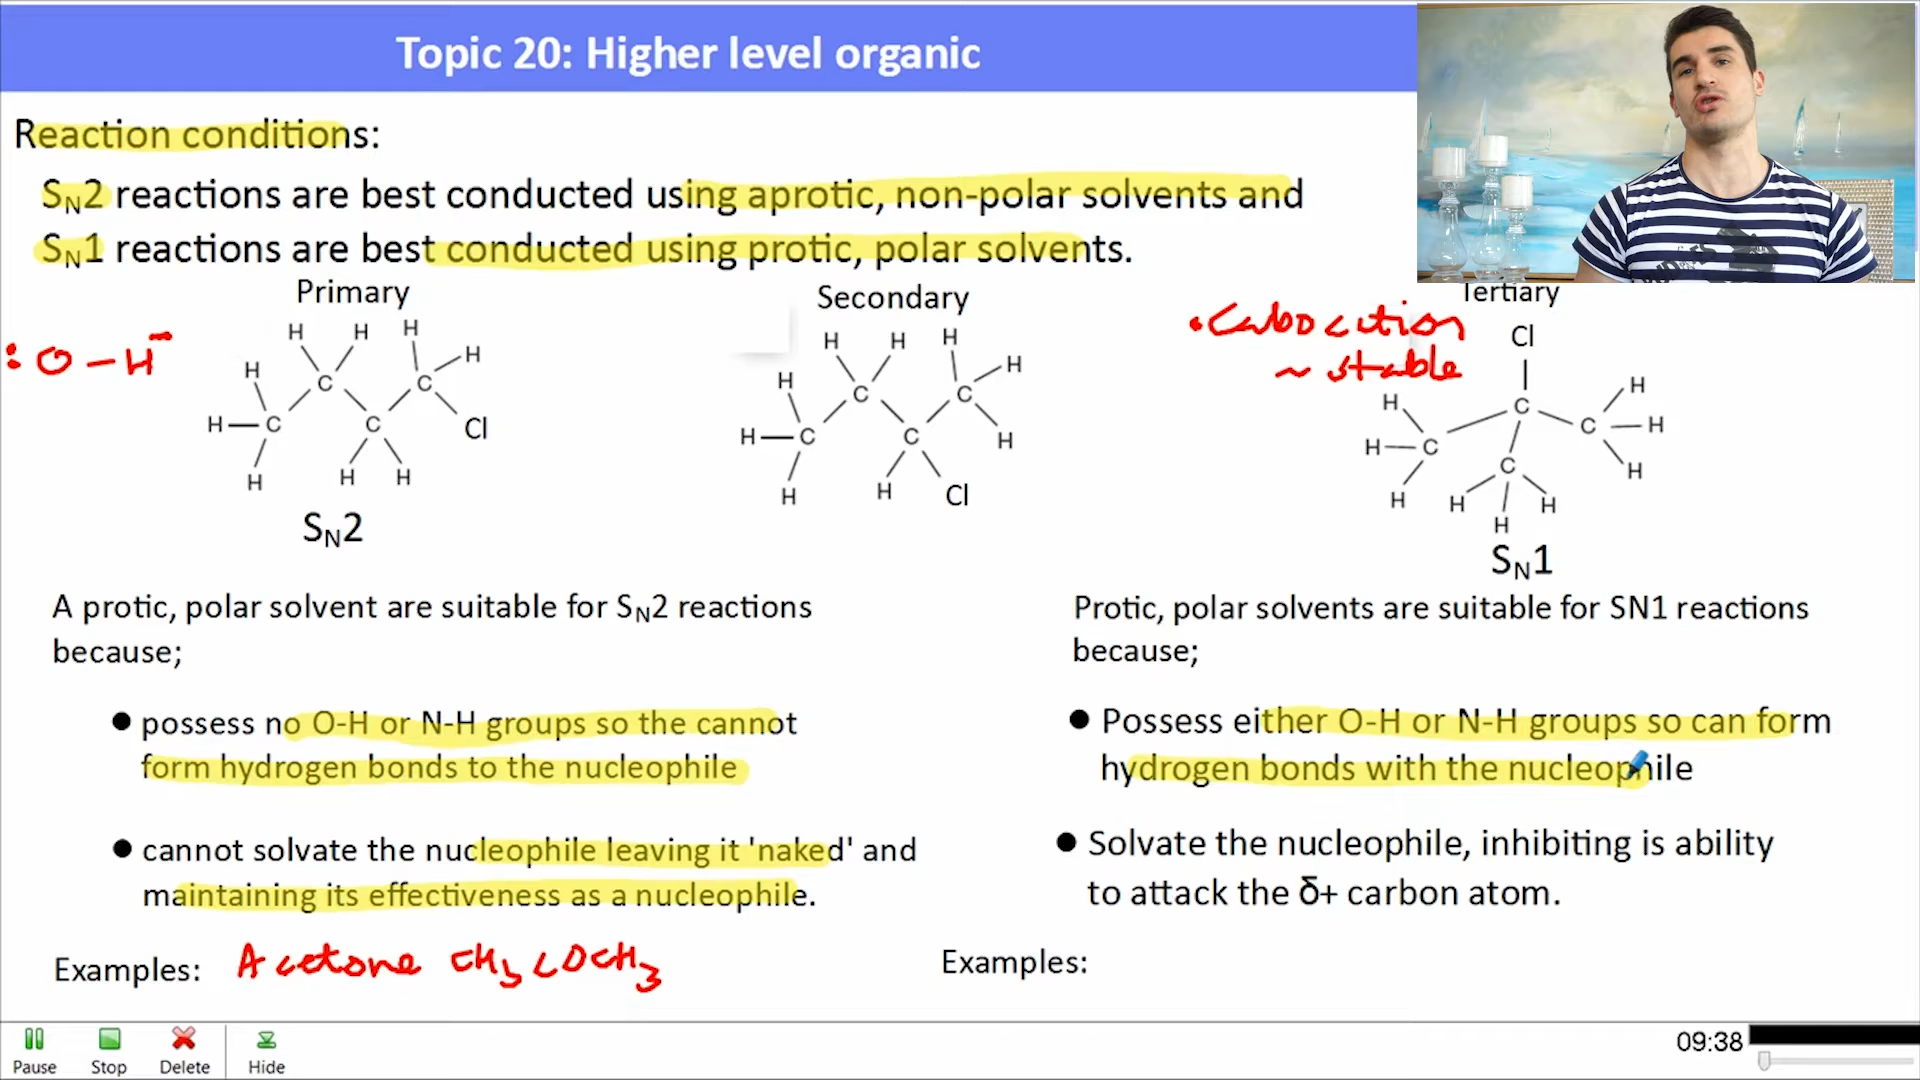 Topic 20: Higher level organic
Reaction conditions:
SN2 reactions are best conducted using aprotic, non-polar solvents and
SN1 reactions are best conducted using protic, polar solvents.
Primary
Secondary
Tertiary
:O-H⁻
•Carbocation
~ stable
H H H
H H
C C
H-C C Cl
H H H
SN2
H H H
H H
C C
H-C C H
H H Cl
Cl
H C H
H-C C-H
C H
H H H
H
SN1
A protic, polar solvent are suitable for SN2 reactions
because;
● possess no O-H or N-H groups so the cannot
form hydrogen bonds to the nucleophile
● cannot solvate the nucleophile leaving it 'naked' and
maintaining its effectiveness as a nucleophile.
Examples: Acetone CH3COCH3
Protic, polar solvents are suitable for SN1 reactions
because;
● Possess either O-H or N-H groups so can form
hydrogen bonds with the nucleophile
● Solvate the nucleophile, inhibiting is ability
to attack the δ+ carbon atom.
Examples:
Pause Stop Delete Hide
09:38